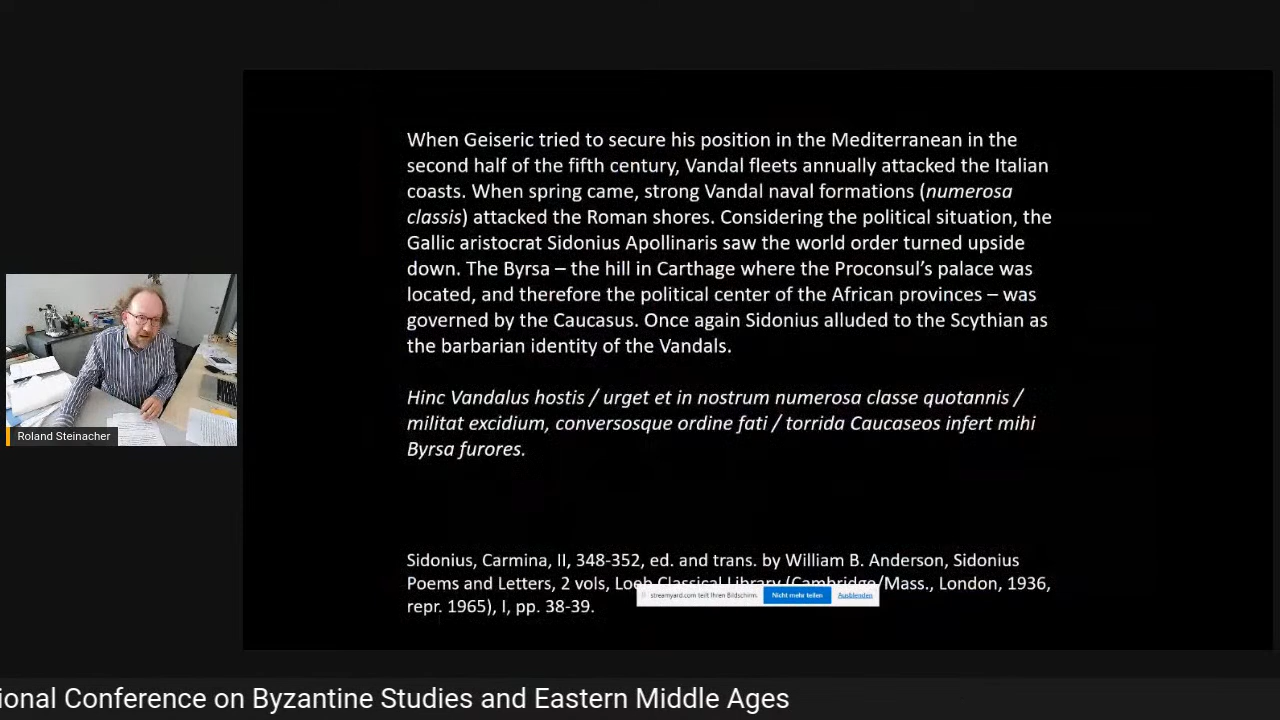 When Geiseric tried to secure his position in the Mediterranean in the
second half of the fifth century, Vandal fleets annually attacked the Italian
coasts. When spring came, strong Vandal naval formations (numerosa
classis) attacked the Roman shores. Considering the political situation, the
Gallic aristocrat Sidonius Apollinaris saw the world order turned upside
down. The Byrsa – the hill in Carthage where the Proconsul's palace was
located, and therefore the political center of the African provinces – was
governed by the Caucasus. Once again Sidonius alluded to the Scythian as
the barbarian identity of the Vandals.
Hinc Vandalus hostis / urget et in nostrum numerosa classe quotannis /
militat excidium, conversosque ordine fati / torrida Caucaseos infert mihi
Byrsa furores.
Roland Steinacher
Sidonius, Carmina, II, 348-352, ed. and trans. by William B. Anderson, Sidonius
Poems and Letters, 2 vols, Loeb Classical Library (Cambridge/Mass., London, 1936,
repr. 1965), I, pp. 38-39.
streamyard.com teilt Ihren Bildschirm. Nicht mehr teilen Ausblenden
ional Conference on Byzantine Studies and Eastern Middle Ages